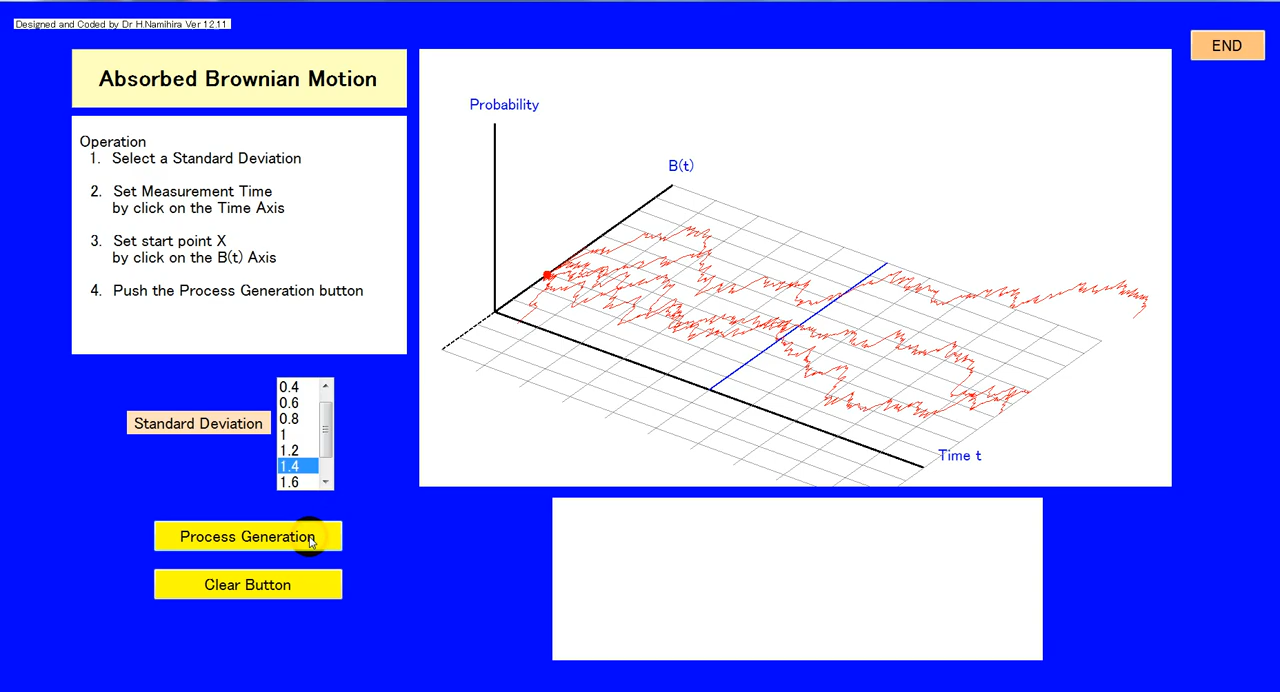 Designed and Coded by Dr H.Namihira Ver 1.2.11
END
Absorbed Brownian Motion
Operation
1. Select a Standard Deviation
2. Set Measurement Time
by click on the Time Axis
3. Set start point X
by click on the B(t) Axis
4. Push the Process Generation button
Probability
B(t)
Time t
Standard Deviation
0.4
0.6
0.8
1
1.2
1.4
1.6
Process Generation
Clear Button